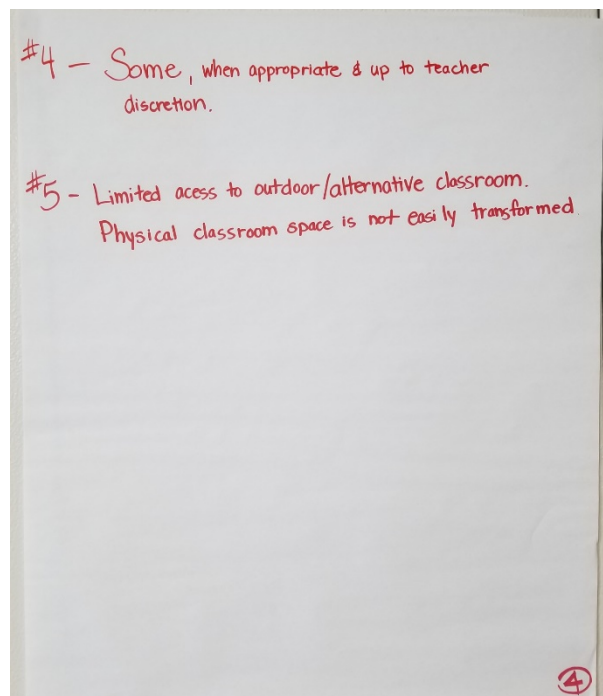 #4 - Some, when appropriate & up to teacher
discretion.
#5 - Limited acess to outdoor/alternative classroom.
Physical classroom space is not easily transformed.
4